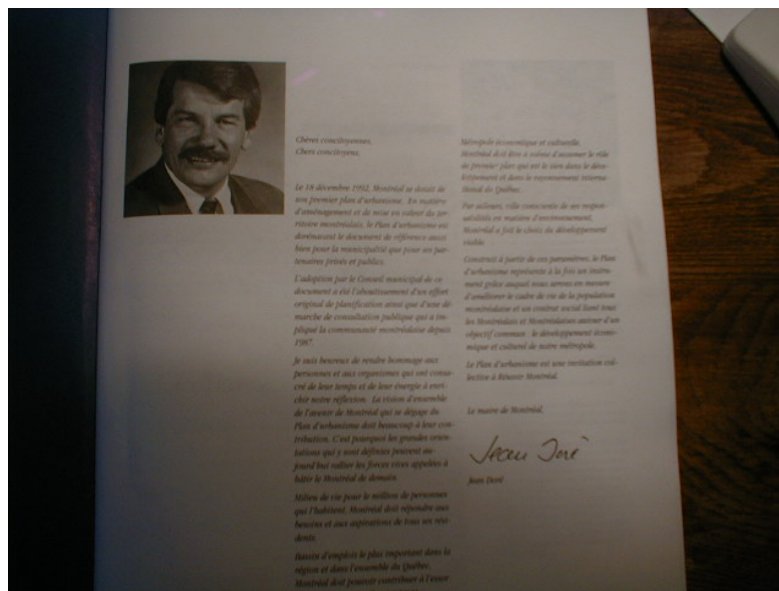 Chères concitoyennes,
Chers concitoyens,
Le 18 décembre 1992, Montréal se dotait de
son premier plan d'urbanisme. En matière
d'aménagement et de mise en valeur du ter-
ritoire montréalais, le Plan d'urbanisme est
dorénavant le document de référence aussi
bien pour la municipalité que pour ses par-
tenaires privés et publics.
L'adoption par le Conseil municipal de ce
document a été l'aboutissement d'un effort
original de planification ainsi que d'une dé-
marche de consultation publique qui a im-
pliqué la communauté montréalaise depuis
1987.
Je suis heureux de rendre hommage aux
personnes et aux organismes qui ont consa-
cré de leur temps et de leur énergie à enri-
chir notre réflexion. La vision d'ensemble
de l'avenir de Montréal qui se dégage du
Plan d'urbanisme doit beaucoup à leur con-
tribution. C'est pourquoi les grandes orien-
tations qui y sont définies peuvent au-
jourd'hui rallier les forces vives appelées à
bâtir le Montréal de demain.
Milieu de vie pour le million de personnes
qui l'habitent, Montréal doit répondre aux
besoins et aux aspirations de tous ses rési-
dents.
Bassin d'emplois le plus important dans la
région et dans l'ensemble du Québec,
Montréal doit pouvoir contribuer à l'essor
Métropole économique et culturelle,
Montréal doit être à même d'assumer le rôle
de premier plan qui est le sien dans le déve-
loppement et dans le rayonnement interna-
tional du Québec.
Par ailleurs, ville consciente de ses respon-
sabilités en matière d'environnement,
Montréal a fait le choix du développement
viable.
Construit à partir de ces paramètres, le Plan
d'urbanisme représente à la fois un instru-
ment grâce auquel nous serons en mesure
d'améliorer le cadre de vie de la population
montréalaise et un contrat social liant tous
les Montréalais et Montréalaises autour d'un
objectif commun : le développement écono-
mique et culturel de notre métropole.
Le Plan d'urbanisme est une invitation col-
lective à Réussir Montréal.
Le maire de Montréal,
Jean Doré
Jean Doré